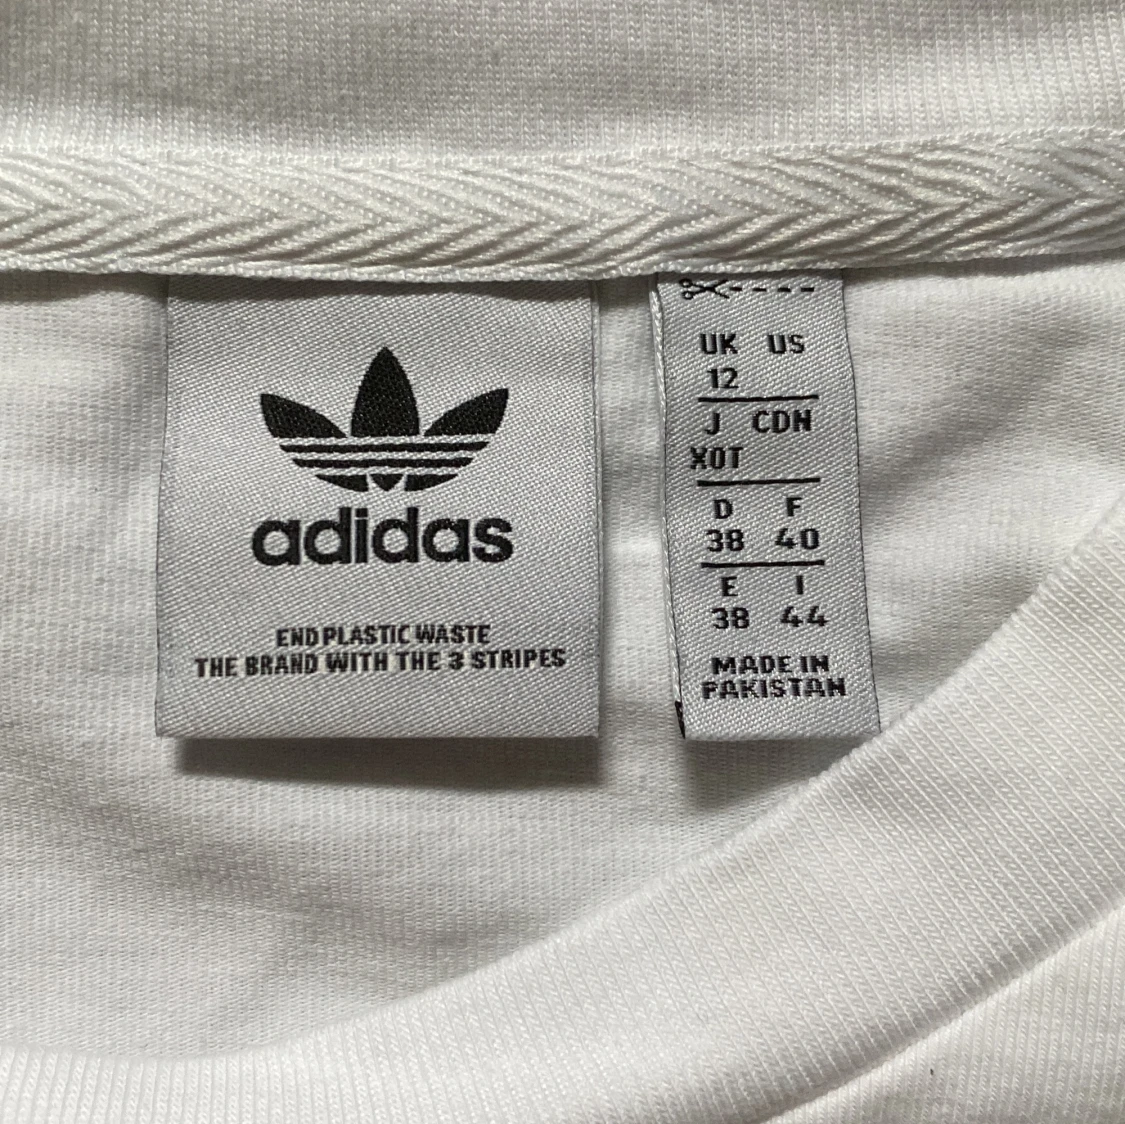 adidas
END PLASTIC WASTE
THE BRAND WITH THE 3 STRIPES
UK US
12
J CDN
XOT
D F
38 40
E I
38 44
MADE IN
PAKISTAN